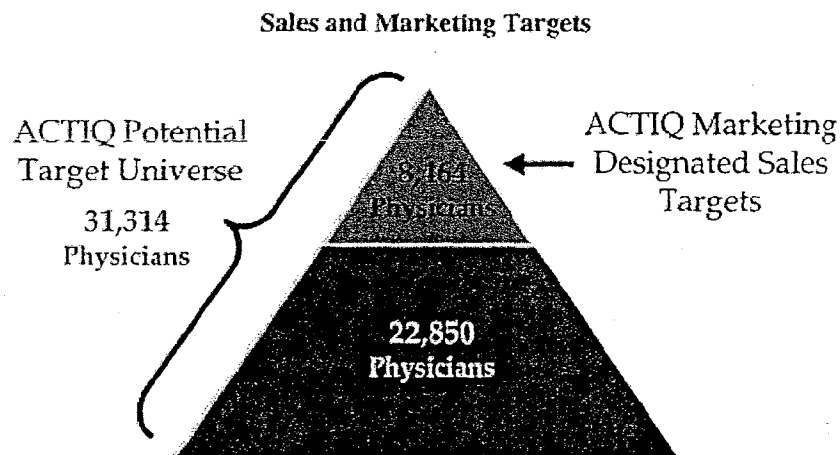 Sales and Marketing Targets
ACTIQ Potential
Target Universe
31,314
Physicians
8,464
Physicians
ACTIQ Marketing
Designated Sales
Targets
22,850
Physicians